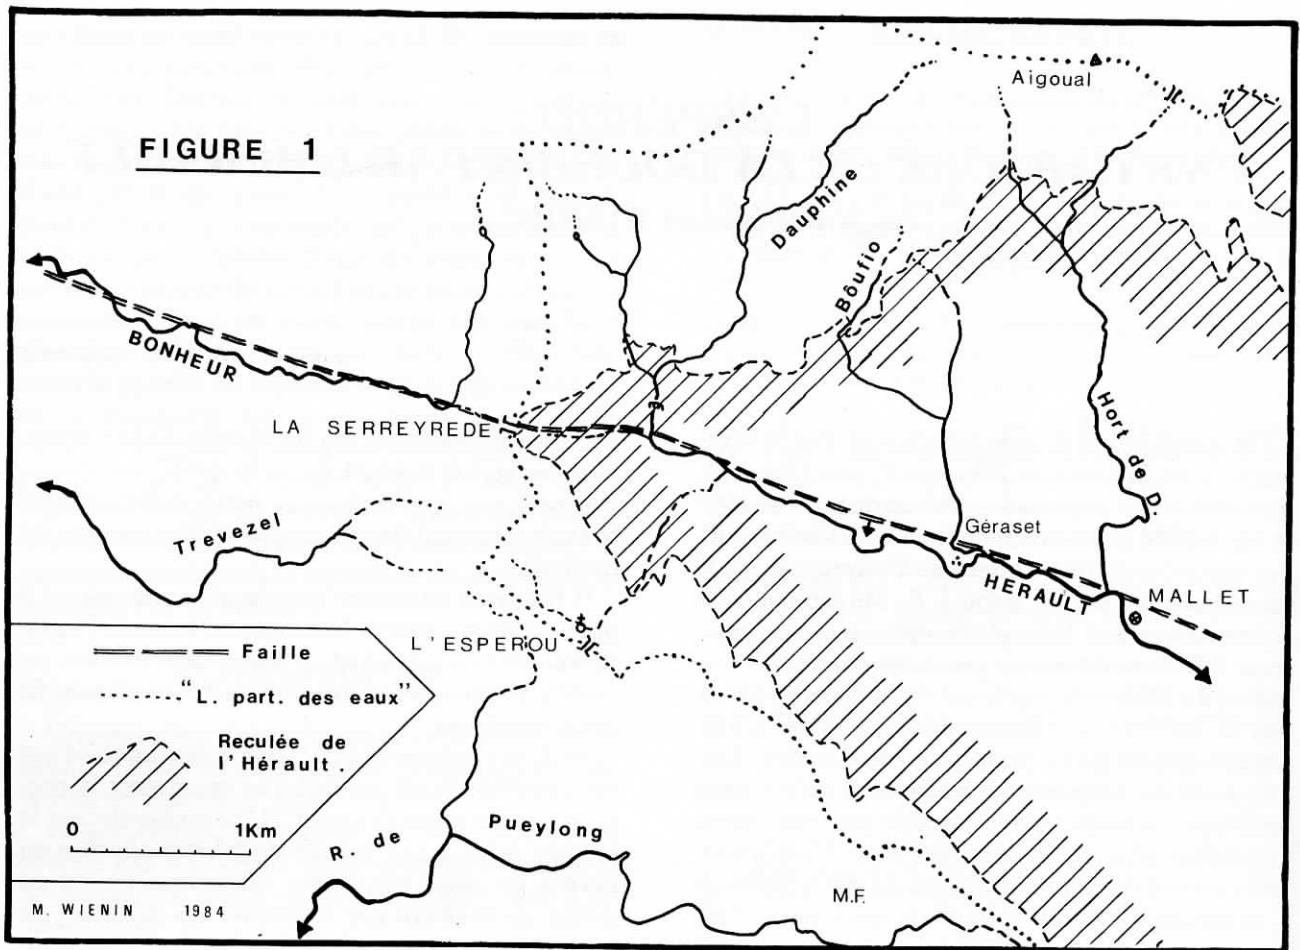 FIGURE 1
Aigoual
Dauphine
Bôufio
BONHEUR
LA SERREYREDE
Hort de D.
Trevezel
Géraset
HERAULT
MALLET
L'ESPEROU
Faille
"L. part. des eaux"
Reculée de
l'Hérault.
0 1Km
R. de Pueylong
M.F.
M. WIENIN 1984